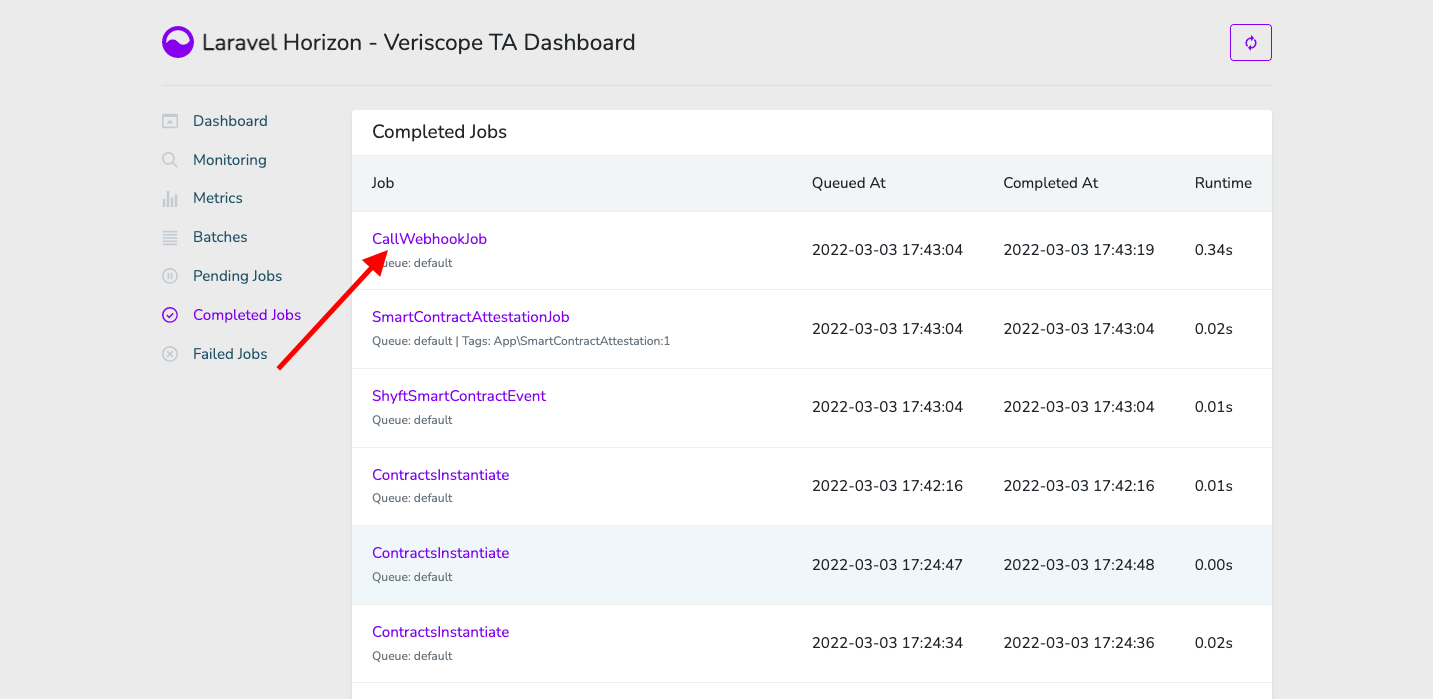 Laravel Horizon - Veriscope TA Dashboard
Dashboard
Monitoring
Metrics
Batches
Pending Jobs
Completed Jobs
Failed Jobs
Completed Jobs
Job Queued At Completed At Runtime
CallWebhookJob
Queue: default
2022-03-03 17:43:04 2022-03-03 17:43:19 0.34s
SmartContractAttestationJob
Queue: default | Tags: App\SmartContractAttestation:1
2022-03-03 17:43:04 2022-03-03 17:43:04 0.02s
ShyftSmartContractEvent
Queue: default
2022-03-03 17:43:04 2022-03-03 17:43:04 0.01s
ContractsInstantiate
Queue: default
2022-03-03 17:42:16 2022-03-03 17:42:16 0.01s
ContractsInstantiate
Queue: default
2022-03-03 17:24:47 2022-03-03 17:24:48 0.00s
ContractsInstantiate
Queue: default
2022-03-03 17:24:34 2022-03-03 17:24:36 0.02s